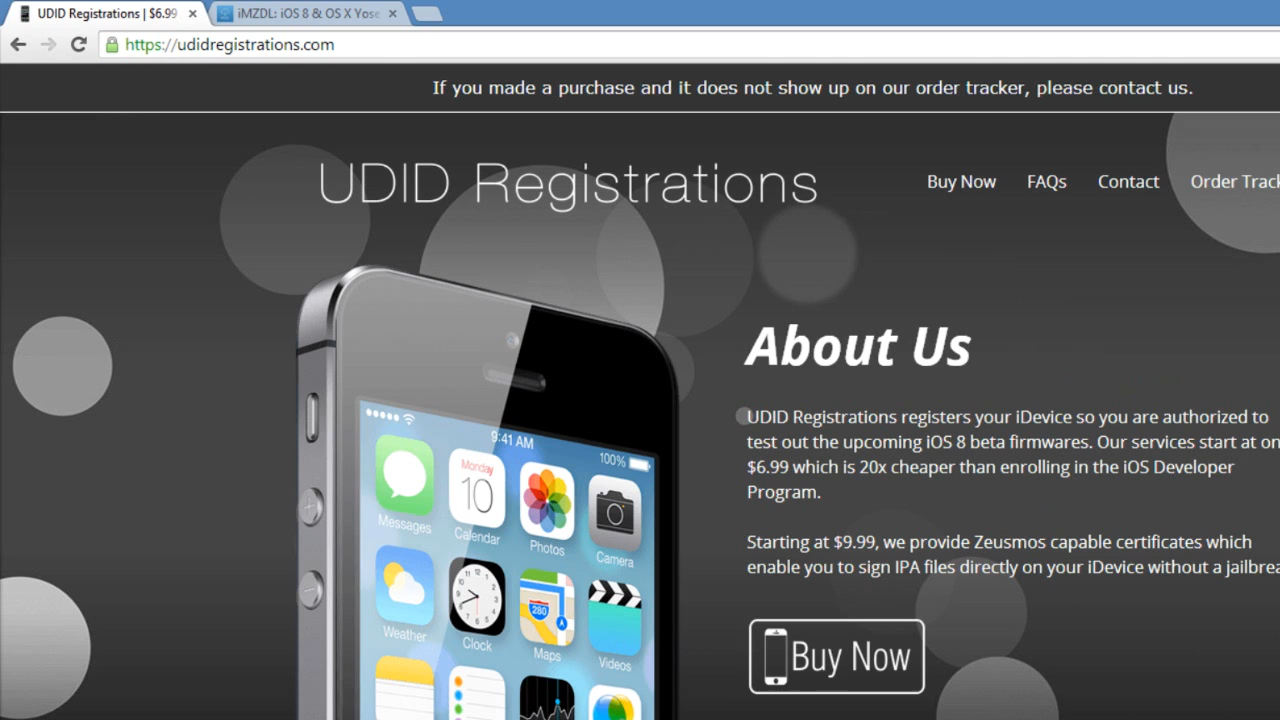 UDID Registrations | $6.99
iMZDL: iOS 8 & OS X Yose
https://udidregistrations.com
If you made a purchase and it does not show up on our order tracker, please contact us.
UDID Registrations
Buy Now FAQs Contact Order Track
About Us
UDID Registrations registers your iDevice so you are authorized to
test out the upcoming iOS 8 beta firmwares. Our services start at on
$6.99 which is 20x cheaper than enrolling in the iOS Developer
Program.
Starting at $9.99, we provide Zeusmos capable certificates which
enable you to sign IPA files directly on your iDevice without a jailbrea
Buy Now
9:41 AM
100%
Monday
10
Messages Calendar Photos Camera
280
Weather Clock Maps Videos